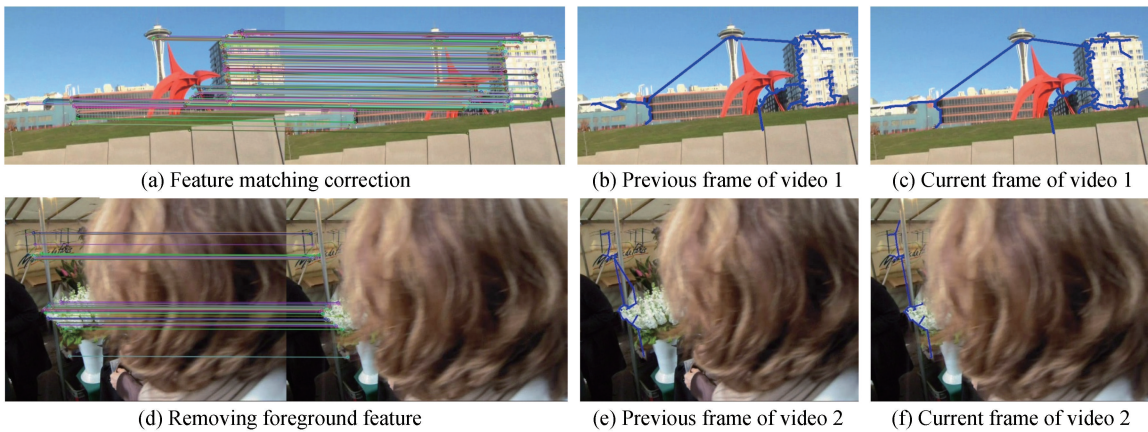 (a) Feature matching correction
(b) Previous frame of video 1
(c) Current frame of video 1
(d) Removing foreground feature
(e) Previous frame of video 2
(f) Current frame of video 2